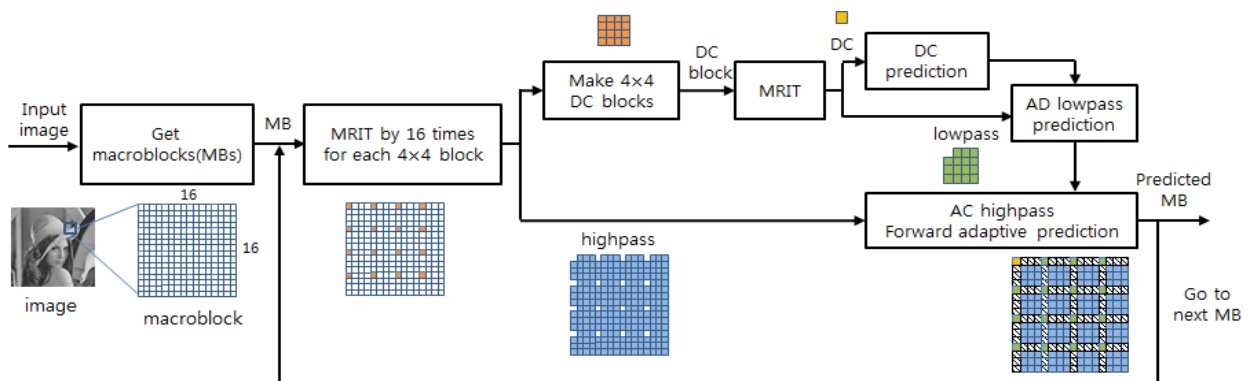 Input
image
Get
macroblocks(MBs)
MB
MRIT by 16 times
for each 4×4 block
Make 4×4
DC blocks
DC
block
MRIT
DC
DC
prediction
AD lowpass
prediction
lowpass
AC highpass
Forward adaptive prediction
Predicted
MB
highpass
16
16
image
macroblock
Go to
next MB